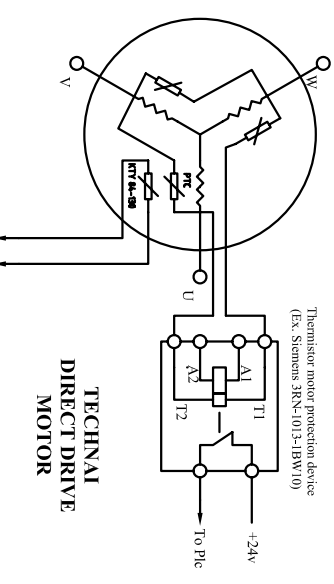 Thermistor motor protection device
(Ex. Siemens 3RN-1013-1BW10)
W
V
U
PTC
KTY 84-130
A1
A2
T1
T2
+24v
To Plc
TECHNAI
DIRECT DRIVE
MOTOR